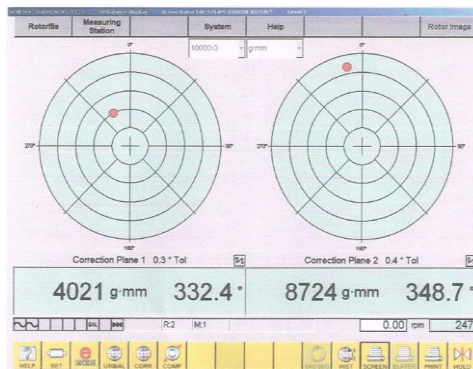 Rotorfile Measuring Station System Help Rotor Image
10000.0 g·mm
0° 0°
270° 90° 270° 90°
180° 180°
Correction Plane 1 0.3 * Tol Correction Plane 2 0.4 * Tol
4021 g·mm 332.4 ° 8724 g·mm 348.7 °
BAL R:2 M:1 0.00 rpm 247
HELP SET MODE UNBAL CORR COMP HIST SCREEN BUFFER PRINT HOLD